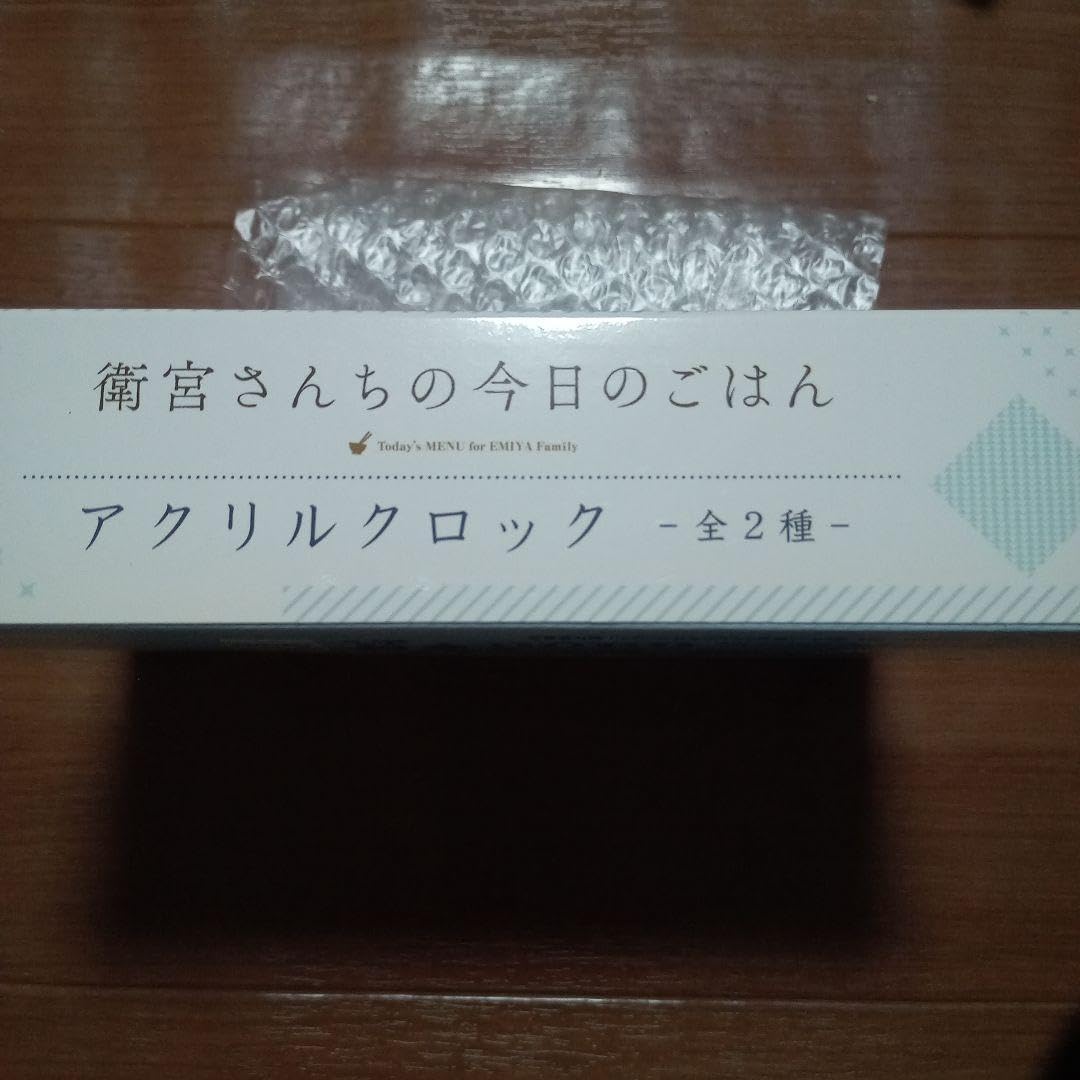 衛宮さんちの今日のごはん
Today's MENU for EMIYA Family
アクリルクロック -全2種-